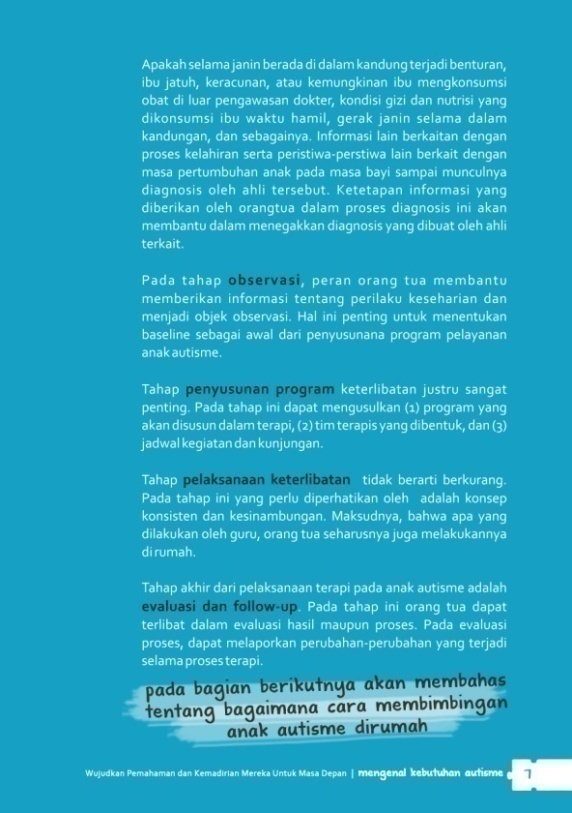 Apakah selama janin berada di dalam kandung terjadi benturan,
ibu jatuh, keracunan, atau kemungkinan ibu mengkonsumsi
obat di luar pengawasan dokter, kondisi gizi dan nutrisi yang
dikonsumsi ibu waktu hamil, gerak janin selama dalam
kandungan, dan sebagainya. Informasi lain berkaitan dengan
proses kelahiran serta peristiwa-perstiwa lain berkait dengan
masa pertumbuhan anak pada masa bayi sampai munculnya
diagnosis oleh ahli tersebut. Ketetapan informasi yang
diberikan oleh orangtua dalam proses diagnosis ini akan
membantu dalam menegakkan diagnosis yang dibuat oleh ahli
terkait.
Pada tahap observasi, peran orang tua membantu
memberikan informasi tentang perilaku keseharian dan
menjadi objek observasi. Hal ini penting untuk menentukan
baseline sebagai awal dari penyusunana program pelayanan
anak autisme.
Tahap penyusunan program keterlibatan justru sangat
penting. Pada tahap ini dapat mengusulkan (1) program yang
akan disusun dalam terapi, (2) tim terapis yang dibentuk, dan (3)
jadwal kegiatan dan kunjungan.
Tahap pelaksanaan keterlibatan tidak berarti berkurang.
Pada tahap ini yang perlu diperhatikan oleh adalah konsep
konsisten dan kesinambungan. Maksudnya, bahwa apa yang
dilakukan oleh guru, orang tua seharusnya juga melakukannya
di rumah.
Tahap akhir dari pelaksanaan terapi pada anak autisme adalah
evaluasi dan follow-up. Pada tahap ini orang tua dapat
terlibat dalam evaluasi hasil maupun proses. Pada evaluasi
proses, dapat melaporkan perubahan-perubahan yang terjadi
selama proses terapi.
pada bagian berikutnya akan membahas
tentang bagaimana cara membimbingan
anak autisme dirumah
Wujudkan Pemahaman dan Kemadirian Mereka Untuk Masa Depan | mengenal kebutuhan autisme 7